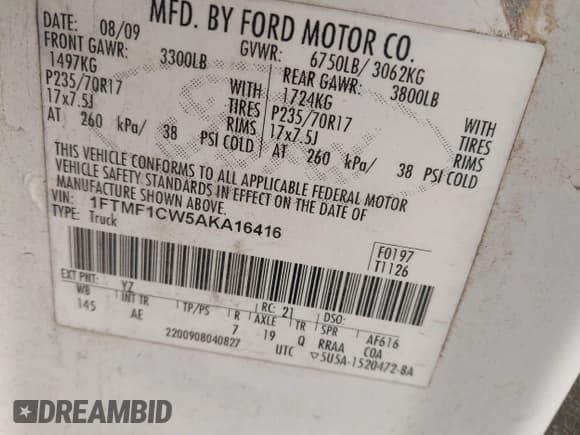 MFD. BY FORD MOTOR CO.
DATE: 08/09 GVWR: 6750LB/ 3062KG
FRONT GAWR: 3300LB REAR GAWR: 3800LB
1497KG WITH 1724KG WITH
P235/70R17 TIRES P235/70R17 TIRES
17x7.5J RIMS 17x7.5J RIMS
AT 260 kPa/ 38 PSI COLD AT 260 kPa/ 38 PSI COLD
THIS VEHICLE CONFORMS TO ALL APPLICABLE FEDERAL MOTOR
VEHICLE SAFETY STANDARDS IN EFFECT ON THE DATE OF
MANUFACTURE SHOWN ABOVE.
VIN: 1FTMF1CW5AKA16416
TYPE: Truck
F0197
T1126
EXT PNT: YZ RC: 21 DSO:
WB INT TR TP/PS R AXLE TR SPR AF616
145 AE 7 19 Q RRAA COA
2200908040827 UTC ▽5U5A-1520472-BA
DREAMBID